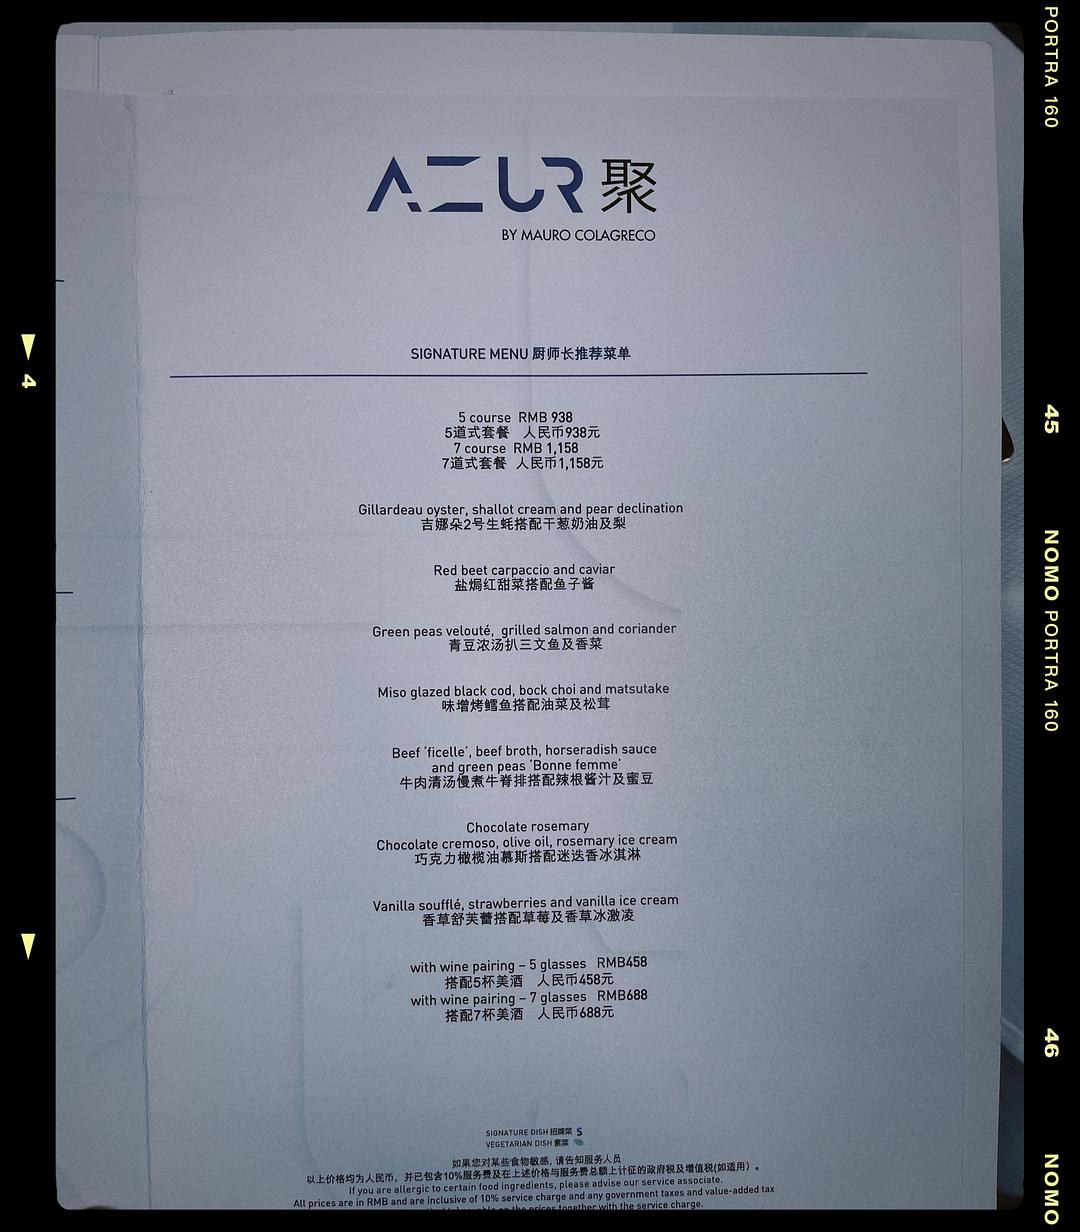 AZUR 聚
BY MAURO COLAGRECO
SIGNATURE MENU 厨师长推荐菜单
5 course RMB 938
5道式套餐 人民币938元
7 course RMB 1,158
7道式套餐 人民币1,158元
Gillardeau oyster, shallot cream and pear declination
吉娜朵2号生蚝搭配干葱奶油及梨
Red beet carpaccio and caviar
盐焗红甜菜搭配鱼子酱
Green peas velouté, grilled salmon and coriander
青豆浓汤扒三文鱼及香菜
Miso glazed black cod, bock choi and matsutake
味增烤鳕鱼搭配油菜及松茸
Beef 'ficelle', beef broth, horseradish sauce
and green peas 'Bonne femme'
牛肉清汤慢煮牛脊排搭配辣根酱汁及蜜豆
Chocolate rosemary
Chocolate cremoso, olive oil, rosemary ice cream
巧克力橄榄油慕斯搭配迷迭香冰淇淋
Vanilla soufflé, strawberries and vanilla ice cream
香草舒芙蕾搭配草莓及香草冰激凌
with wine pairing – 5 glasses RMB458
搭配5杯美酒 人民币458元
with wine pairing – 7 glasses RMB688
搭配7杯美酒 人民币688元
SIGNATURE DISH 招牌菜 S
VEGETARIAN DISH 素菜
如果您对某些食物敏感，请告知服务人员
以上价格均为人民币，并已包含10%服务费及在上述价格与服务费总额上计征的政府税及增值税(如适用）。
If you are allergic to certain food ingredients, please advise our service associate.
All prices are in RMB and are inclusive of 10% service charge and any government taxes and value-added tax
payable on the prices together with the service charge.
4
PORTRA 160
45
NOMO PORTRA 160
46
NOMO